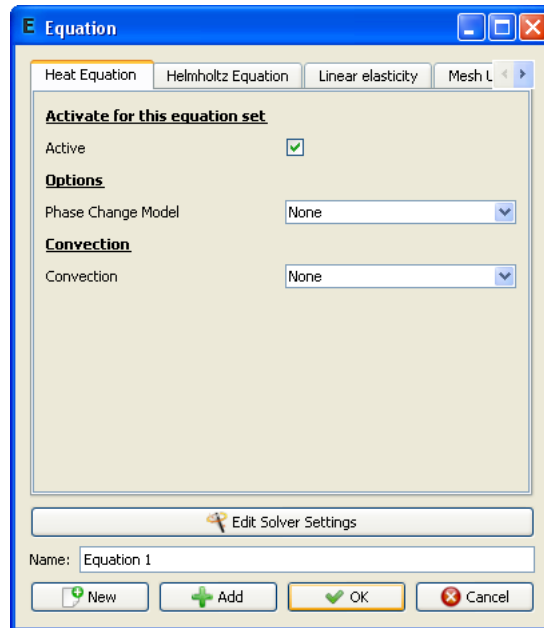 E Equation
Heat Equation Helmholtz Equation Linear elasticity Mesh U
Activate for this equation set
Active
Options
Phase Change Model None
Convection
Convection None
Edit Solver Settings
Name: Equation 1
New Add OK Cancel